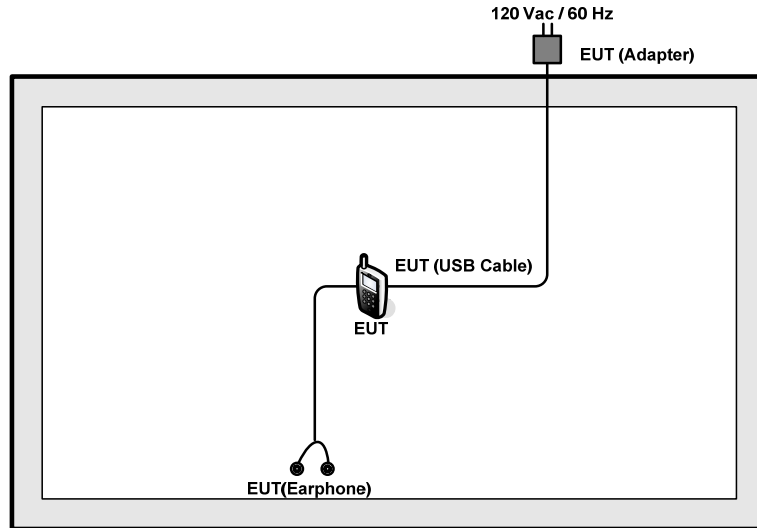 120 Vac / 60 Hz
EUT (Adapter)
EUT (USB Cable)
EUT
EUT(Earphone)